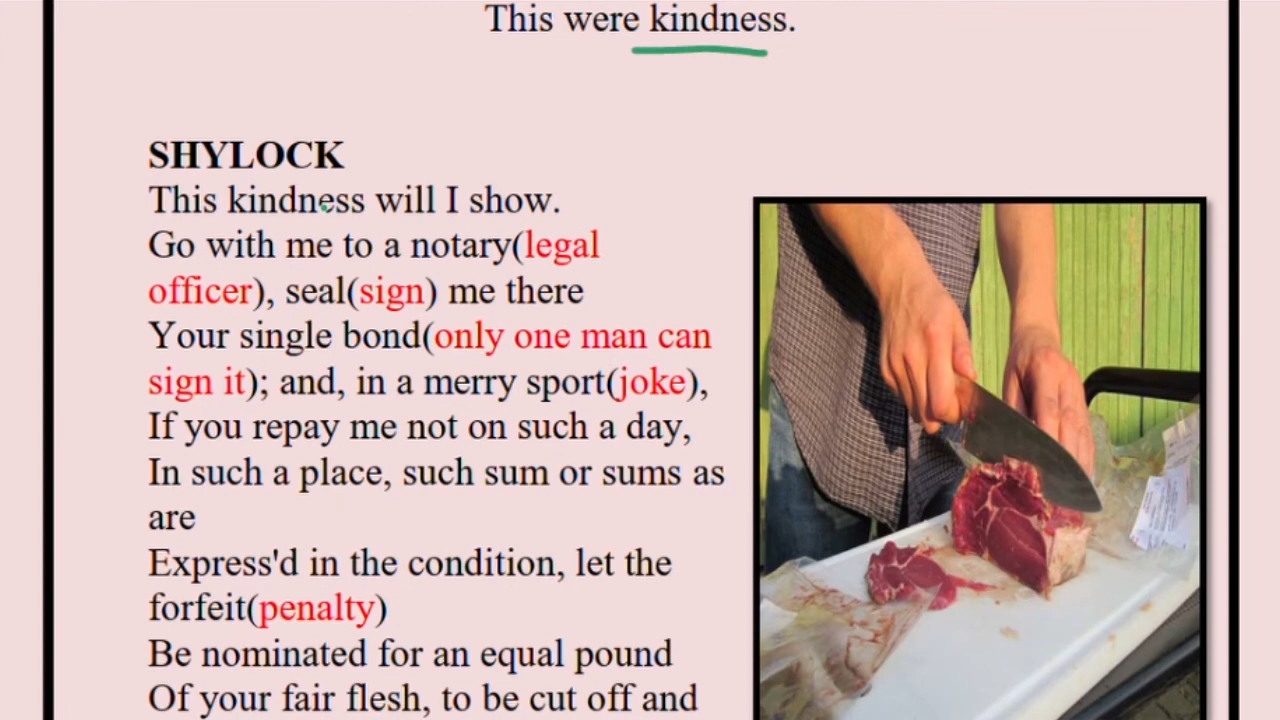 This were kindness.
SHYLOCK
This kindness will I show.
Go with me to a notary(legal
officer), seal(sign) me there
Your single bond(only one man can
sign it); and, in a merry sport(joke),
If you repay me not on such a day,
In such a place, such sum or sums as
are
Express'd in the condition, let the
forfeit(penalty)
Be nominated for an equal pound
Of your fair flesh, to be cut off and